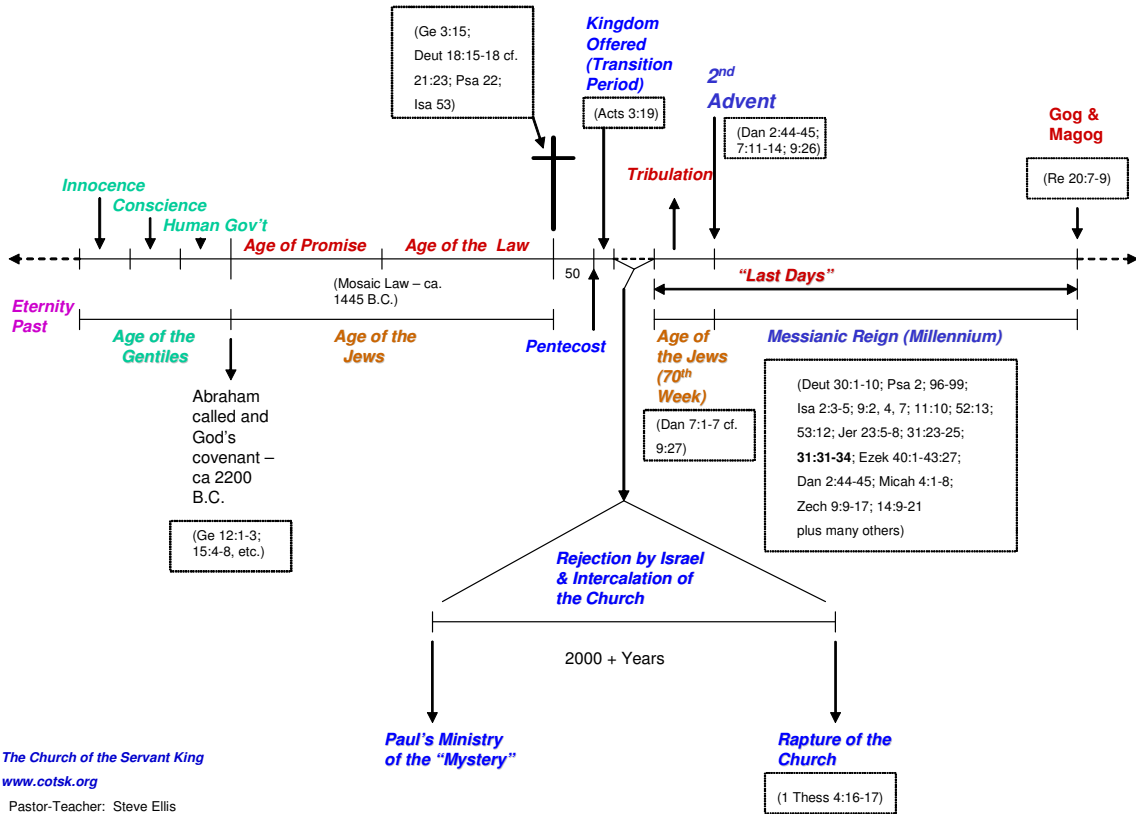 (Ge 3:15;
Deut 18:15-18 cf.
21:23; Psa 22;
Isa 53)
Kingdom
Offered
(Transition
Period)
(Acts 3:19)
2nd
Advent
(Dan 2:44-45;
7:11-14; 9:26)
Gog &
Magog
(Re 20:7-9)
Tribulation
Innocence
Conscience
Human Gov't
Age of Promise
Age of the Law
50
(Mosaic Law – ca.
1445 B.C.)
"Last Days"
Eternity
Past
Age of the
Gentiles
Age of the
Jews
Pentecost
Age of
the Jews
(70th
Week)
(Dan 7:1-7 cf.
9:27)
Messianic Reign (Millennium)
(Deut 30:1-10; Psa 2; 96-99;
Isa 2:3-5; 9:2, 4, 7; 11:10; 52:13;
53:12; Jer 23:5-8; 31:23-25;
31:31-34; Ezek 40:1-43:27;
Dan 2:44-45; Micah 4:1-8;
Zech 9:9-17; 14:9-21
plus many others)
Abraham
called and
God's
covenant –
ca 2200
B.C.
(Ge 12:1-3;
15:4-8, etc.)
Rejection by Israel
& Intercalation of
the Church
2000 + Years
Paul's Ministry
of the "Mystery"
Rapture of the
Church
(1 Thess 4:16-17)
The Church of the Servant King
www.cotsk.org
Pastor-Teacher: Steve Ellis